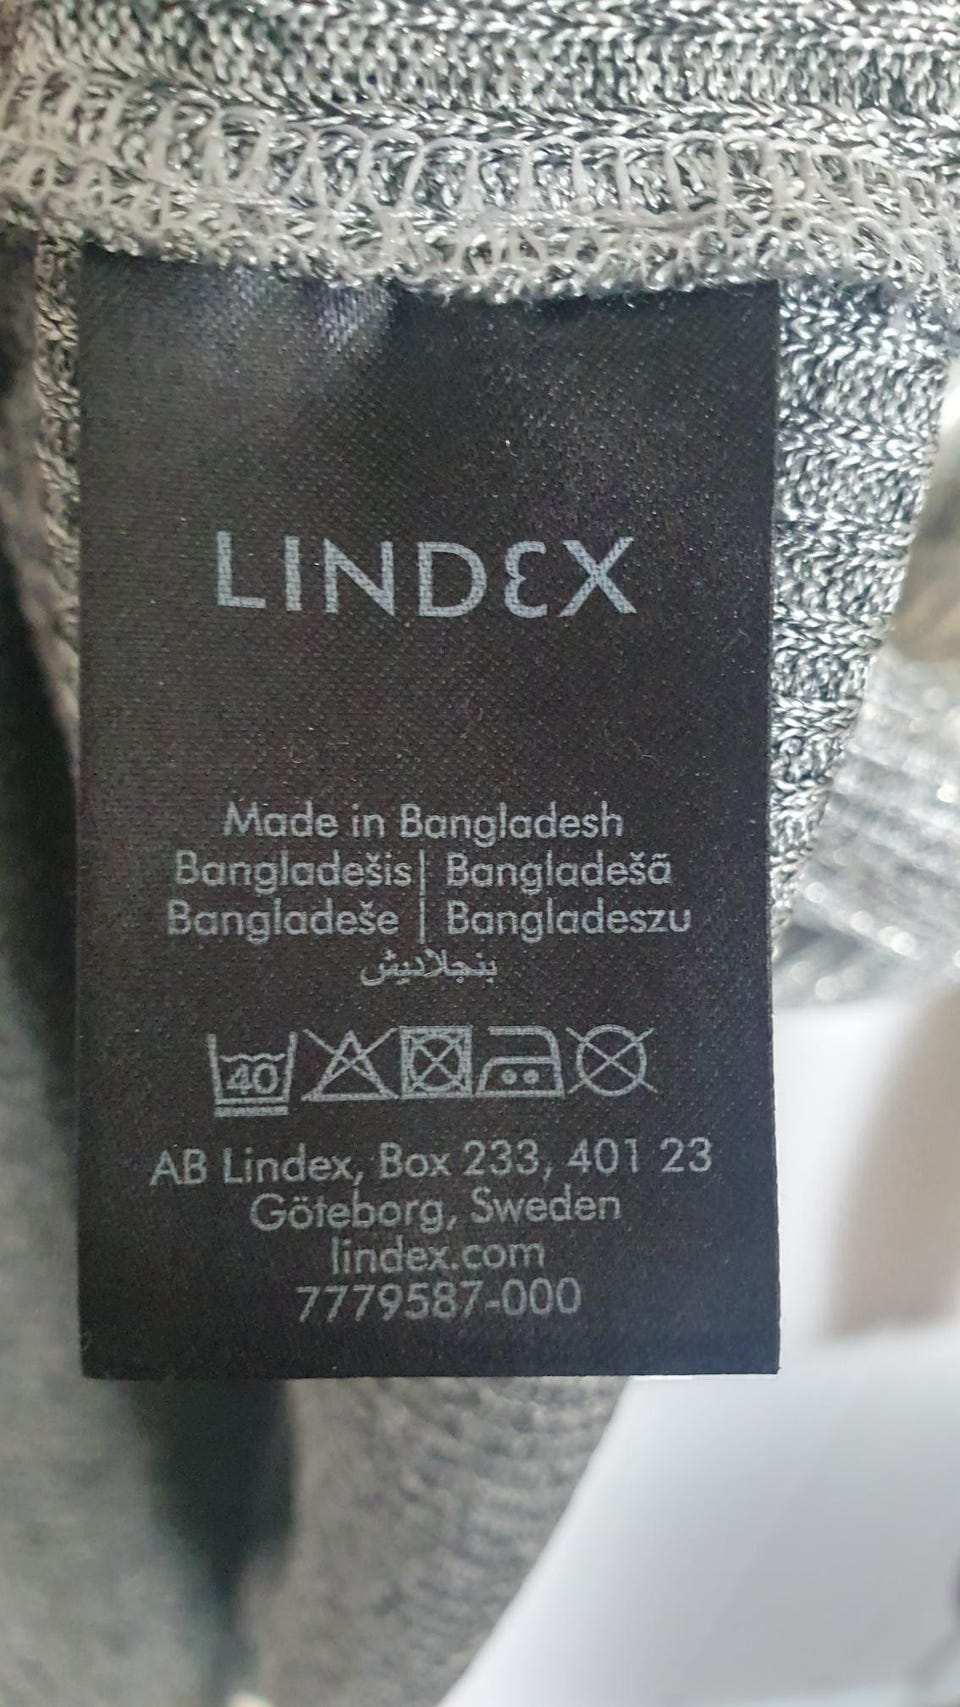 LINDEX
Made in Bangladesh
Bangladešis | Bangladešā
Bangladeše | Bangladeszu
بنجلاديش
40
AB Lindex, Box 233, 401 23
Göteborg, Sweden
lindex.com
7779587-000